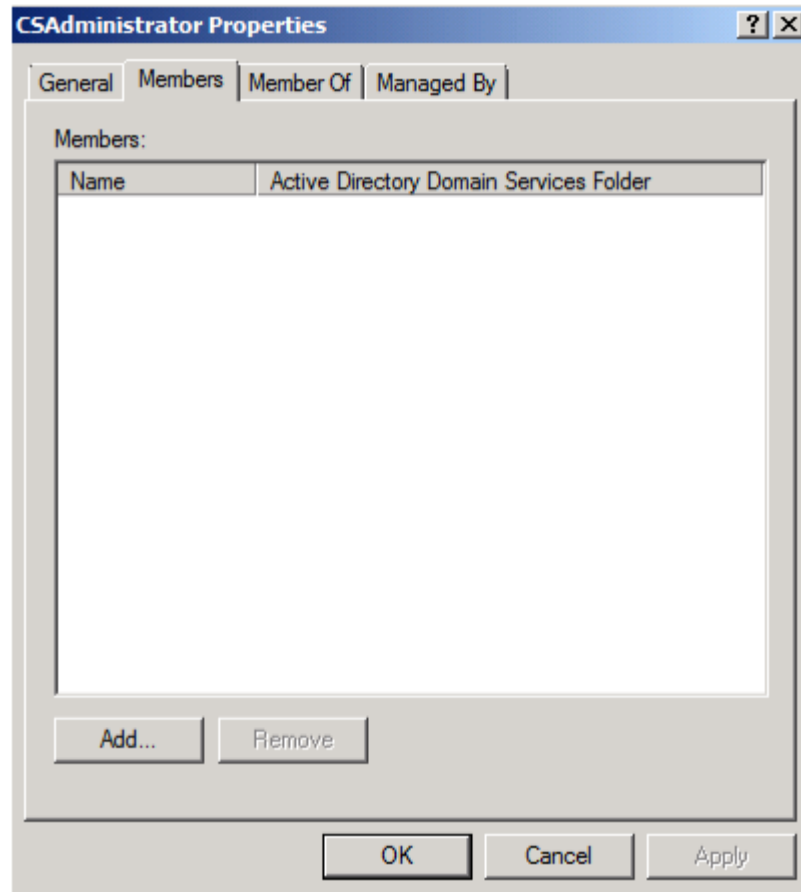 CSAdministrator Properties ? X
General Members Member Of Managed By
Members:
Name Active Directory Domain Services Folder
Add... Remove
OK Cancel Apply